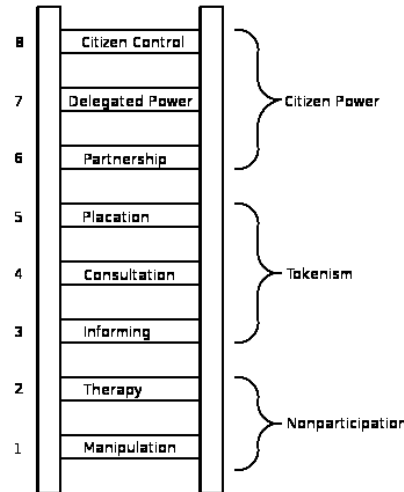 8 Citizen Control
7 Delegated Power
Citizen Power
6 Partnership
5 Placation
4 Consultation
Tokenism
3 Informing
2 Therapy
Nonparticipation
1 Manipulation